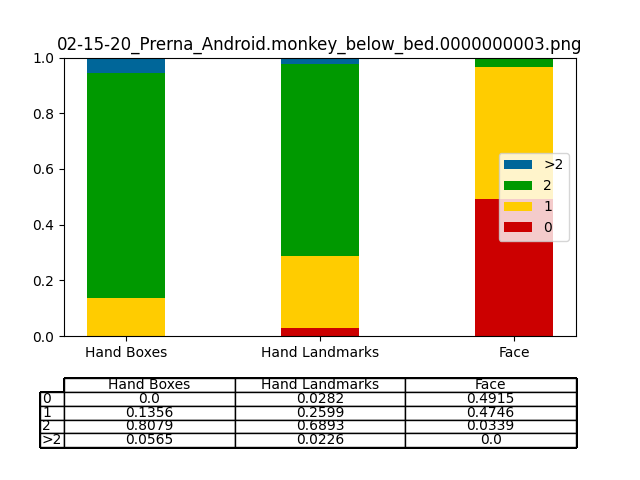 02-15-20_Prerna_Android.monkey_below_bed.0000000003.png
1.0
0.8
0.6
0.4
0.2
0.0
>2
2
1
0
Hand Boxes Hand Landmarks Face
Hand Boxes Hand Landmarks Face
0 0.0 0.0282 0.4915
1 0.1356 0.2599 0.4746
2 0.8079 0.6893 0.0339
>2 0.0565 0.0226 0.0